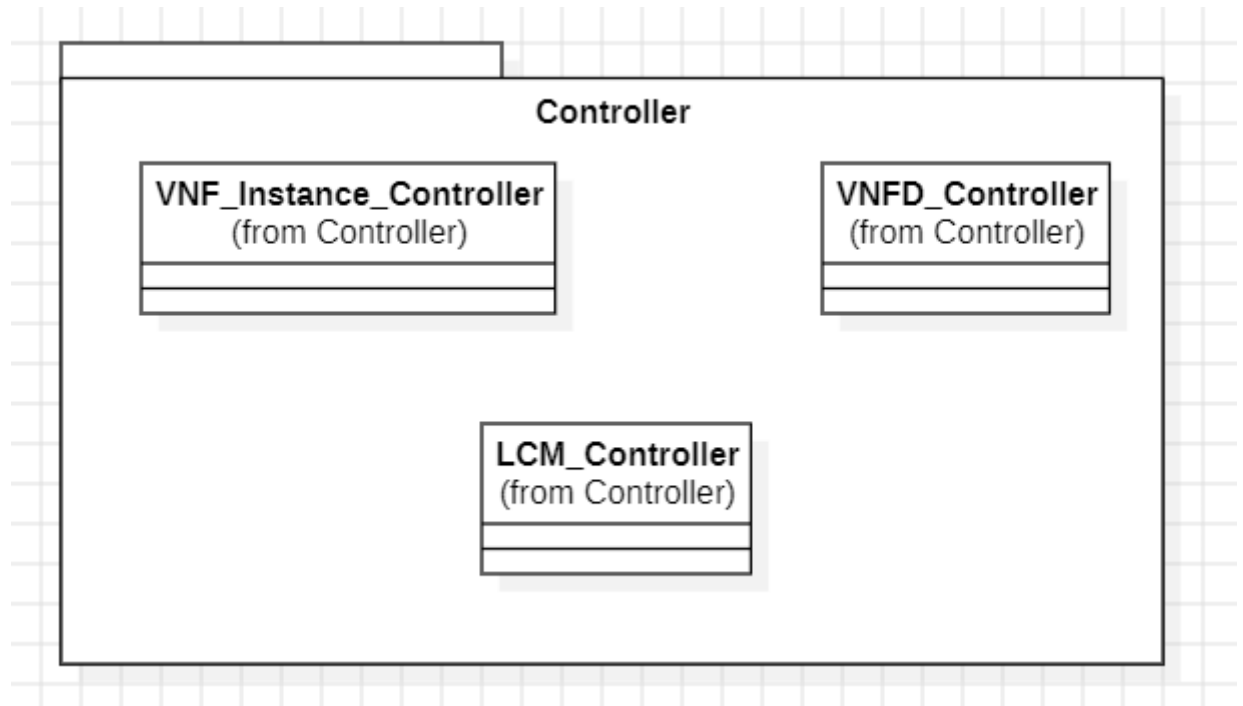 Controller
VNF_Instance_Controller
(from Controller)
VNFD_Controller
(from Controller)
LCM_Controller
(from Controller)